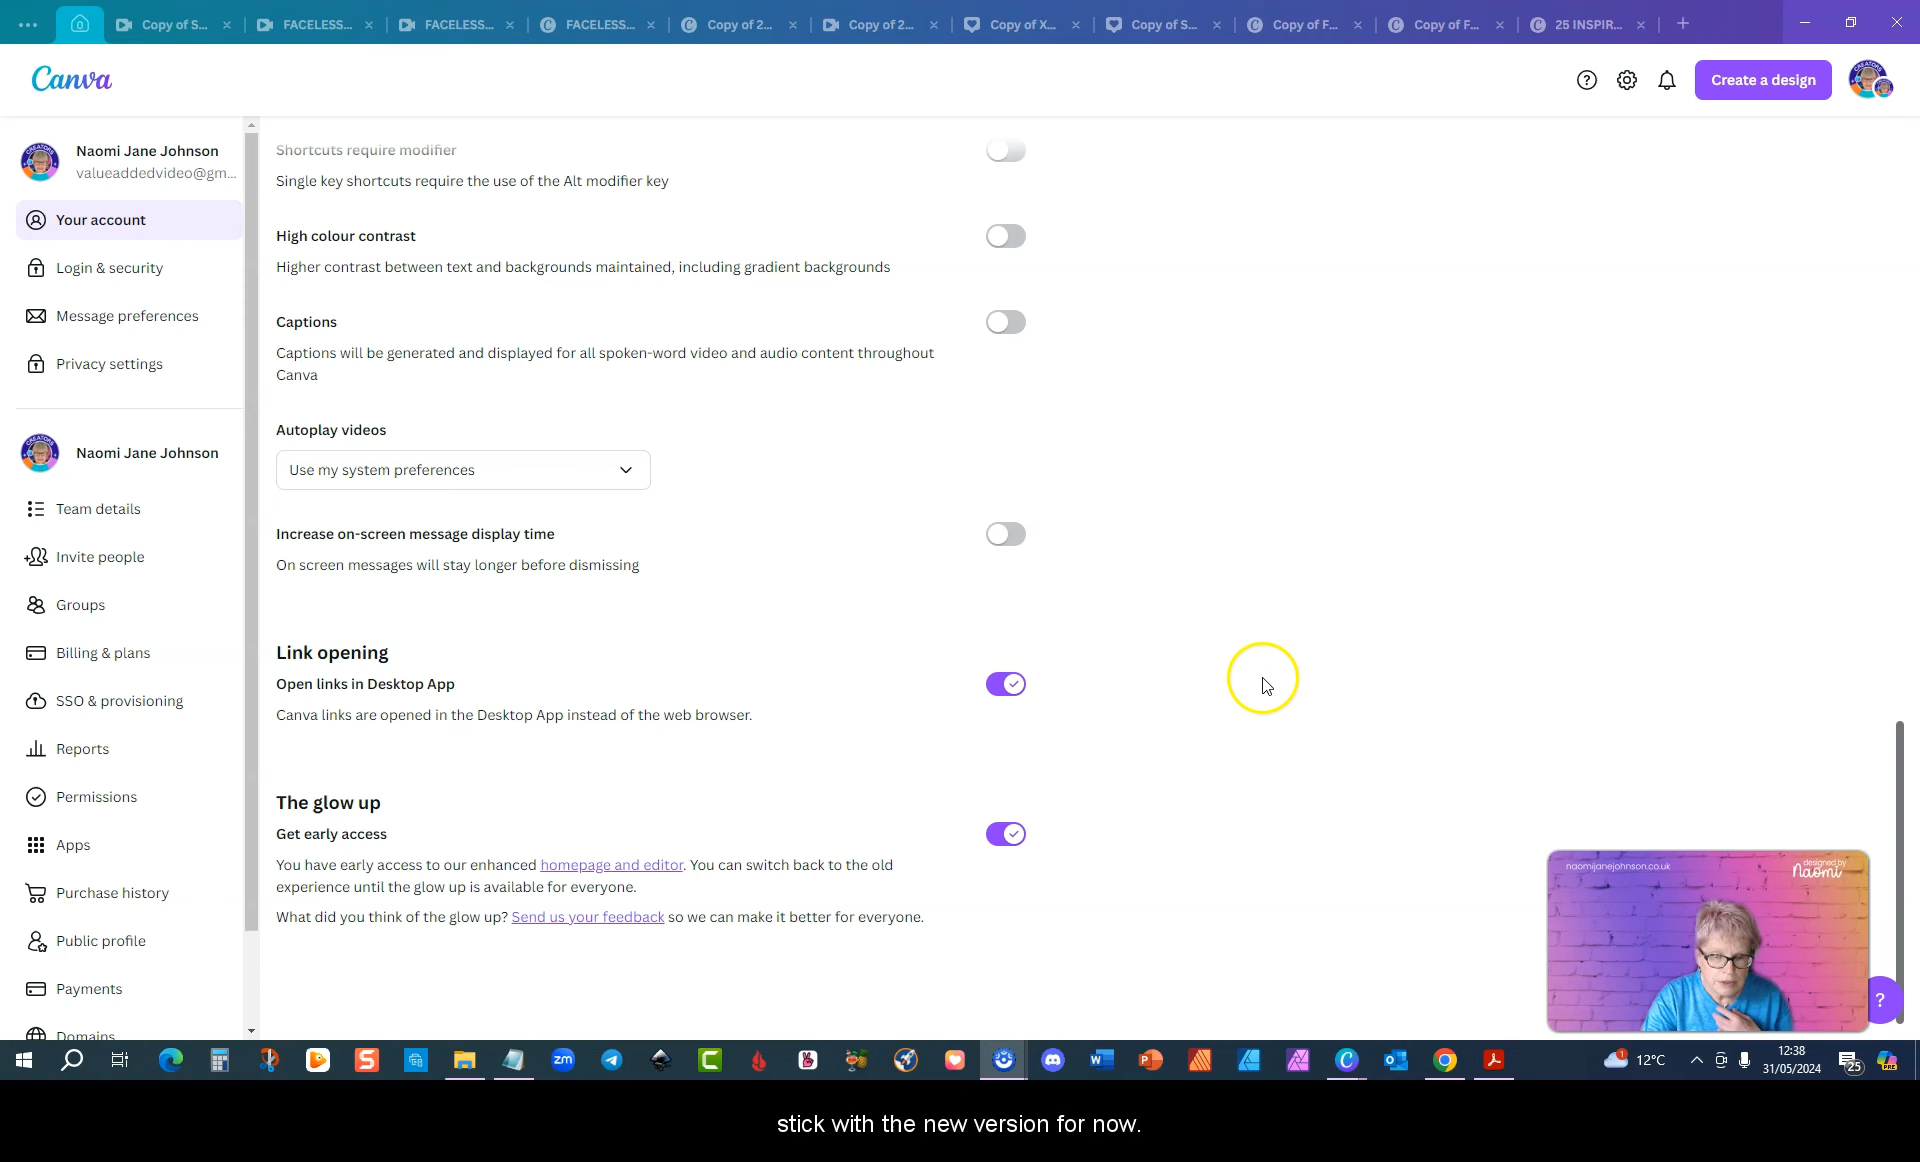 Copy of S...
FACELESS...
FACELESS...
FACELESS...
Copy of 2...
Copy of 2...
Copy of X...
Copy of S...
Copy of F...
Copy of F...
25 INSPIR...
Canva
Create a design
Naomi Jane Johnson
valueaddedvideo@gm...
Your account
Login & security
Message preferences
Privacy settings
Naomi Jane Johnson
Team details
Invite people
Groups
Billing & plans
SSO & provisioning
Reports
Permissions
Apps
Purchase history
Public profile
Payments
Domains
Shortcuts require modifier
Single key shortcuts require the use of the Alt modifier key
High colour contrast
Higher contrast between text and backgrounds maintained, including gradient backgrounds
Captions
Captions will be generated and displayed for all spoken-word video and audio content throughout
Canva
Autoplay videos
Use my system preferences
Increase on-screen message display time
On screen messages will stay longer before dismissing
Link opening
Open links in Desktop App
Canva links are opened in the Desktop App instead of the web browser.
The glow up
Get early access
You have early access to our enhanced homepage and editor. You can switch back to the old
experience until the glow up is available for everyone.
What did you think of the glow up? Send us your feedback so we can make it better for everyone.
naomijanejohnson.co.uk
designed by
Naomi
?
zm
12°C
12:38
31/05/2024
25
stick with the new version for now.